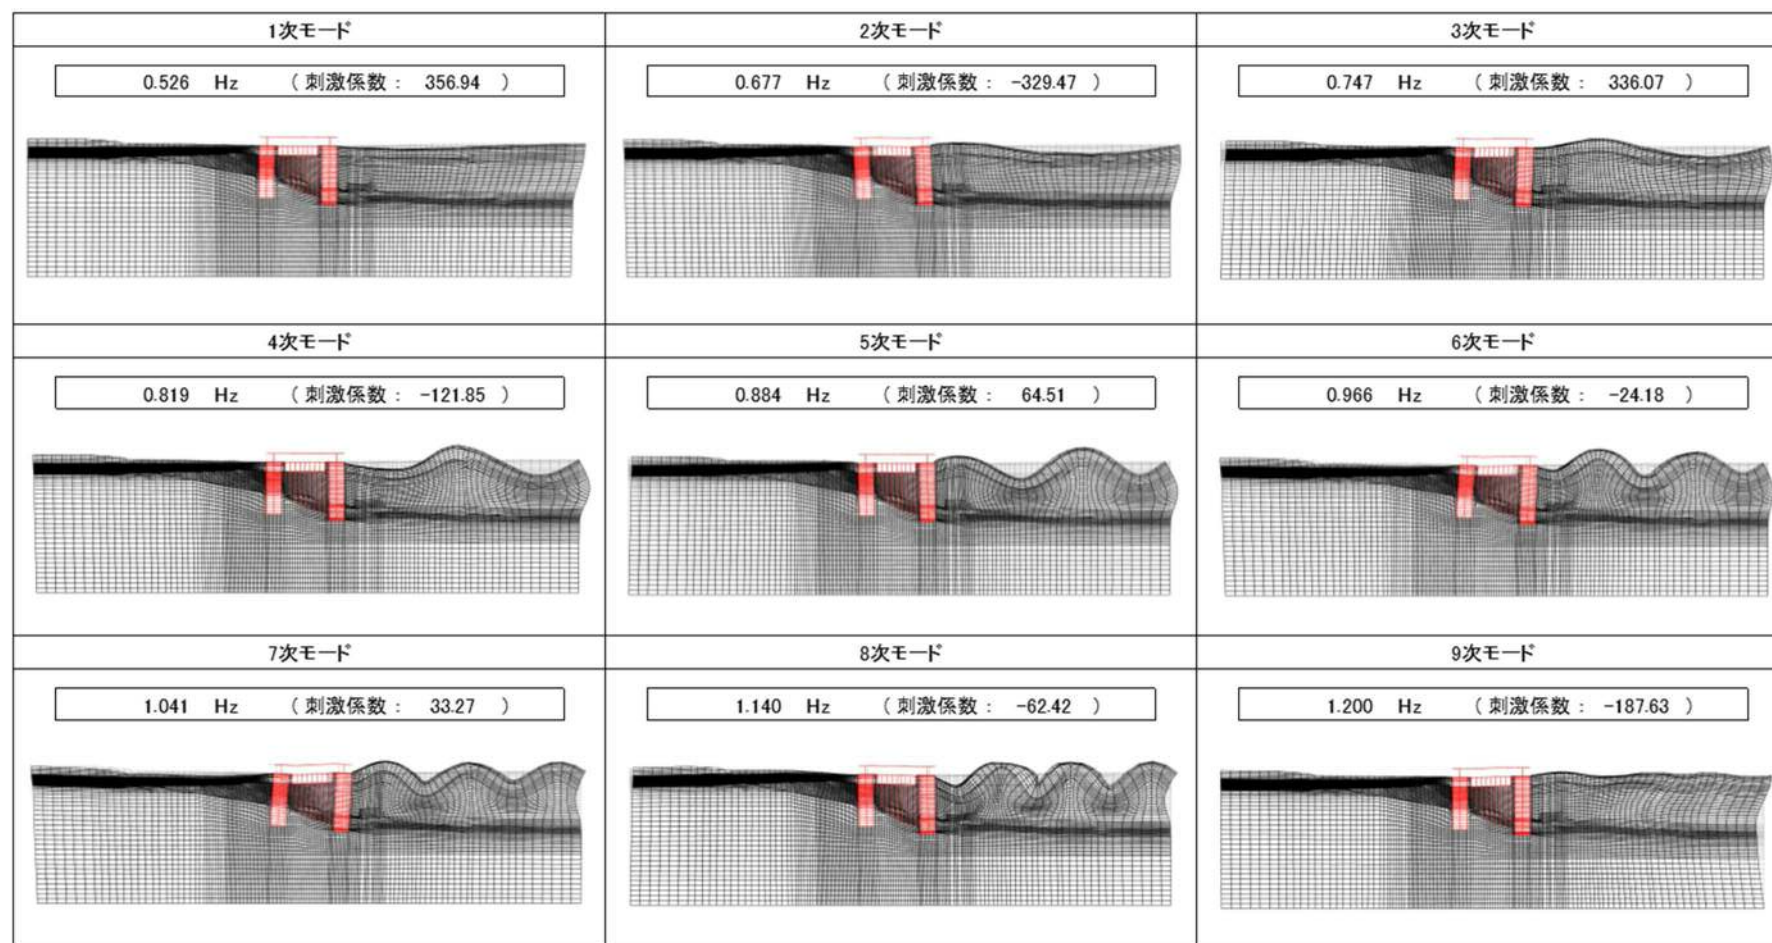 1次モード
2次モード
3次モード
0.526 Hz (刺激係数： 356.94 )
0.677 Hz (刺激係数： -329.47 )
0.747 Hz (刺激係数： 336.07 )
4次モード
5次モード
6次モード
0.819 Hz (刺激係数： -121.85 )
0.884 Hz (刺激係数： 64.51 )
0.966 Hz (刺激係数： -24.18 )
7次モード
8次モード
9次モード
1.041 Hz (刺激係数： 33.27 )
1.140 Hz (刺激係数： -62.42 )
1.200 Hz (刺激係数： -187.63 )